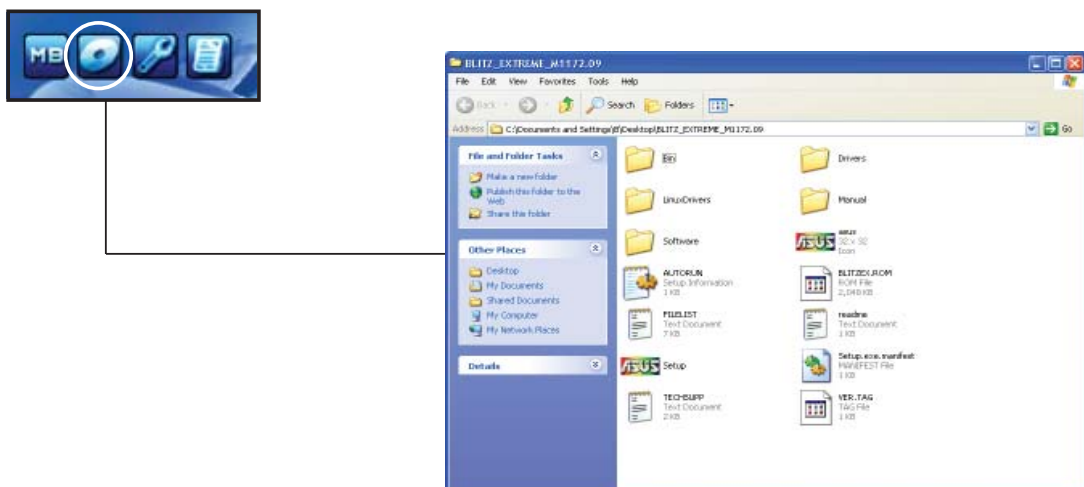 MB
BLITZ_EXTREME_M1172.09
File Edit View Favorites Tools Help
Back Search Folders
Address C:\Documents and Settings\ \Desktop\BLITZ_EXTREME_M1172.09 Go
File and Folder Tasks
Make a new folder
Publish this folder to the
Web
Share this folder
Other Places
Desktop
My Documents
Shared Documents
My Computer
My Network Places
Details
Bin
Drivers
LinuxDrivers
Manual
Software
ASUS
asus
32 x 32
Icon
AUTORUN
Setup Information
1 KB
BLITZEX.ROM
ROM File
2,048 KB
FILELIST
Text Document
7 KB
readme
Text Document
1 KB
ASUS
Setup
Setup.exe.manifest
MANIFEST File
1 KB
TECHSUPP
Text Document
2 KB
VER.TAG
TAG File
1 KB